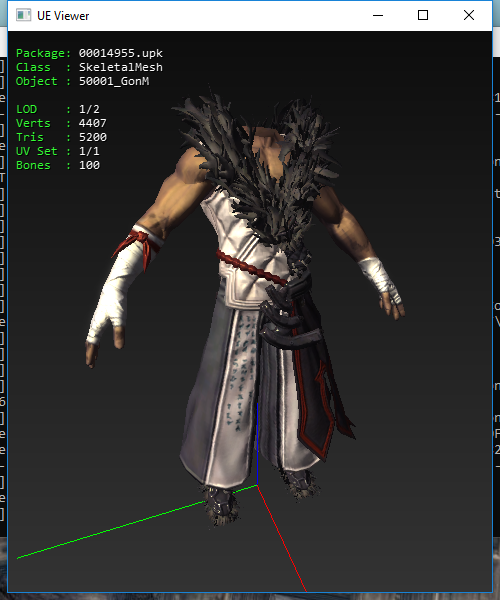 UE Viewer
Package: 00014955.upk
Class : SkeletalMesh
Object : 50001_GonM
LOD : 1/2
Verts : 4407
Tris : 5200
UV Set : 1/1
Bones : 100